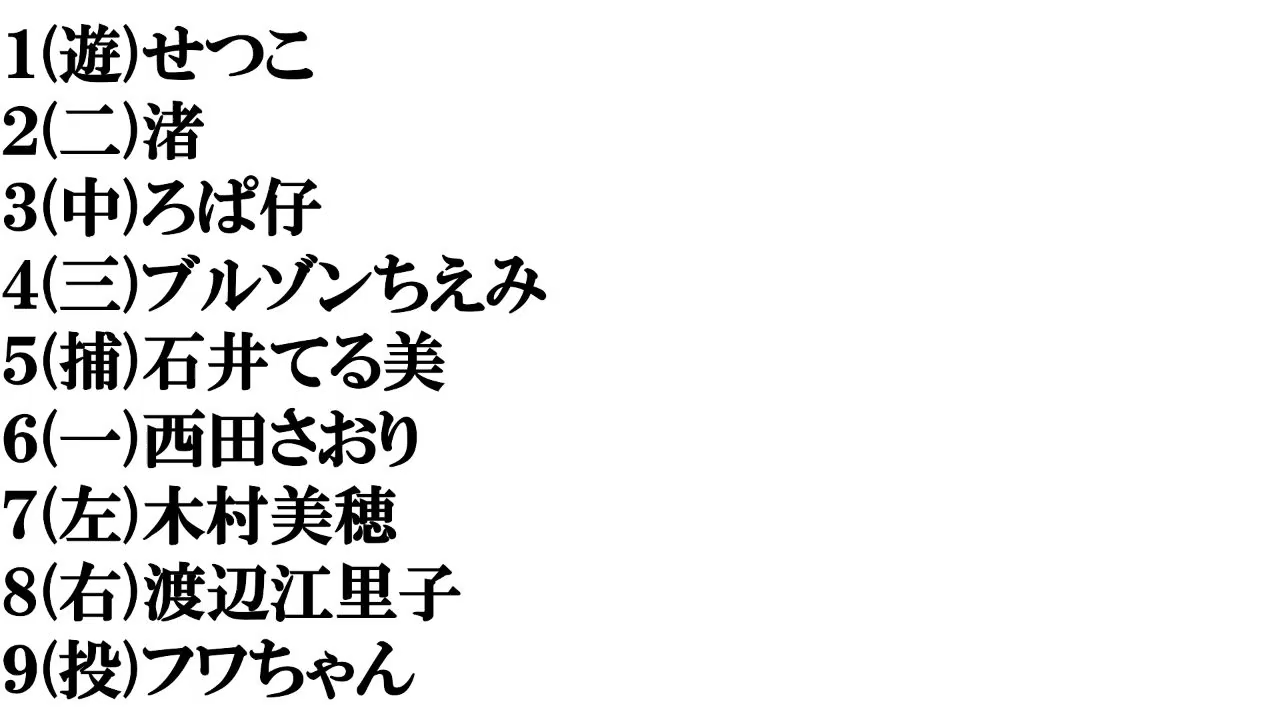 1(遊)せつこ
2(二)渚
3(中)ろぱ仔
4(三)ブルゾンちえみ
5(捕)石井てる美
6(一)西田さおり
7(左)木村美穂
8(右)渡辺江里子
9(投)フワちゃん